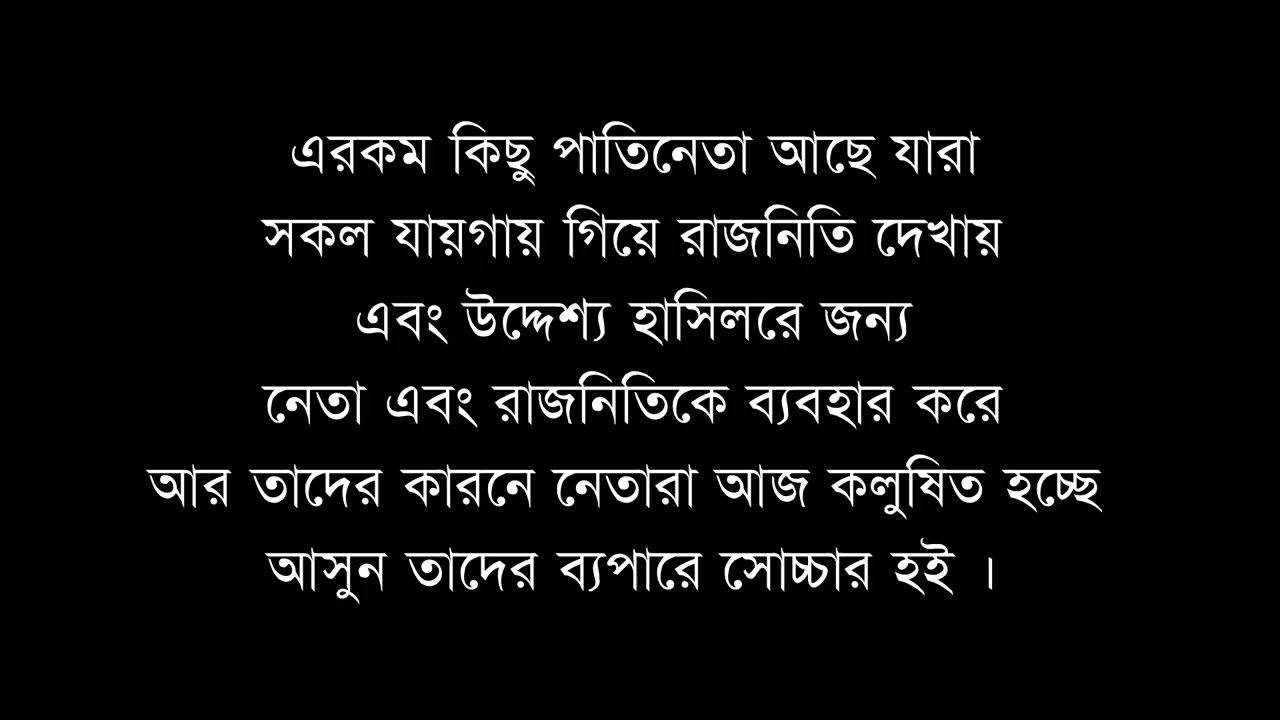 এরকম কিছু পাতিনেতা আছে যারা
সকল যায়গায় গিয়ে রাজনিতি দেখায়
এবং উদ্দেশ্য হাসিলরে জন্য
নেতা এবং রাজনিতিকে ব্যবহার করে
আর তাদের কারনে নেতারা আজ কলুষিত হচ্ছে
আসুন তাদের ব্যপারে সোচ্চার হই ।